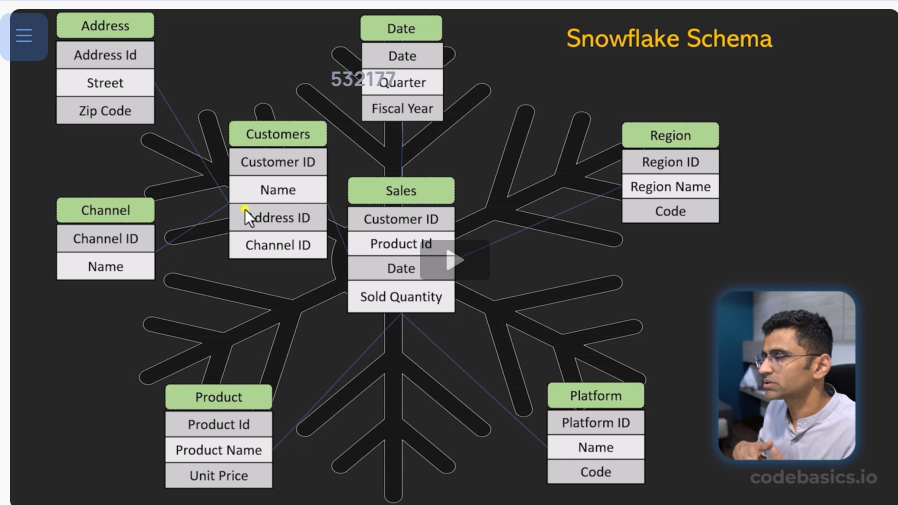 Snowflake Schema
Address
Address Id
Street
Zip Code
Date
Date
Quarter
Fiscal Year
532177
Customers
Customer ID
Name
Address ID
Channel ID
Region
Region ID
Region Name
Code
Channel
Channel ID
Name
Sales
Customer ID
Product Id
Date
Sold Quantity
Product
Product Id
Product Name
Unit Price
Platform
Platform ID
Name
Code
codebasics.io